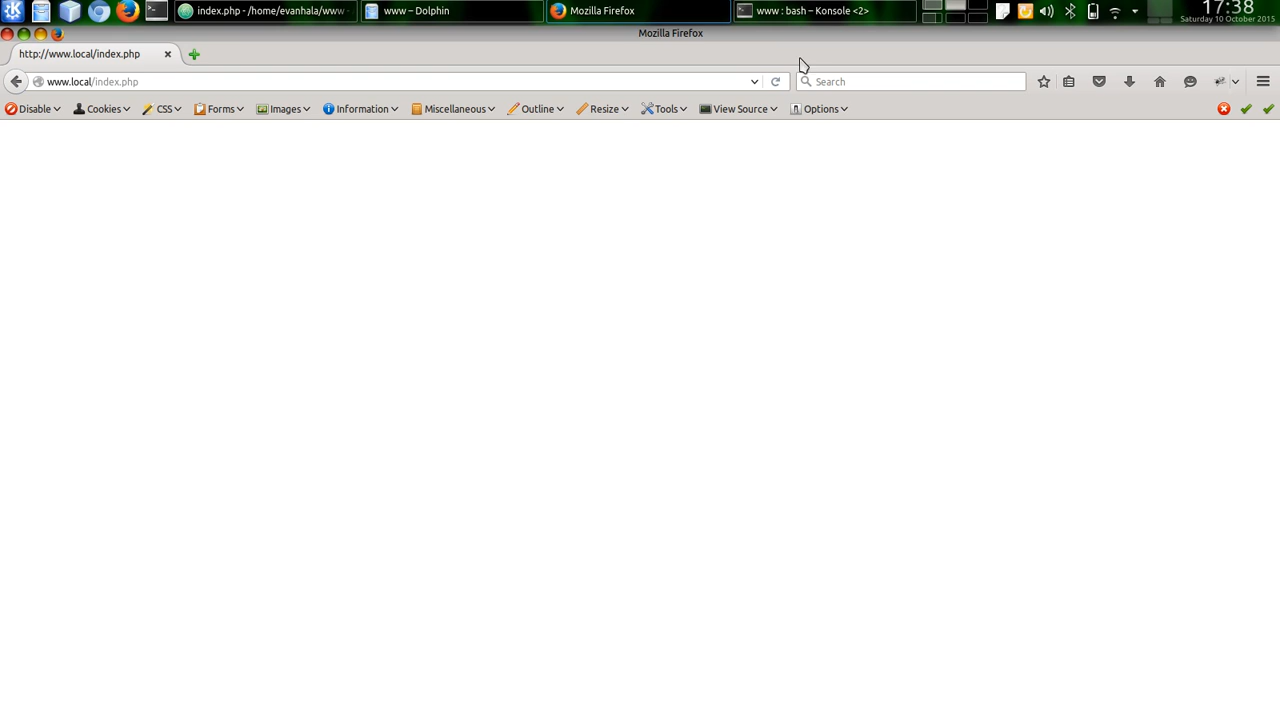 index.php - /home/evanhala/www
www – Dolphin
Mozilla Firefox
www : bash – Konsole <2>
17:38
Saturday 10 October 2015
Mozilla Firefox
http://www.local/index.php
www.local/index.php
Search
Disable
Cookies
CSS
Forms
Images
Information
Miscellaneous
Outline
Resize
Tools
View Source
Options